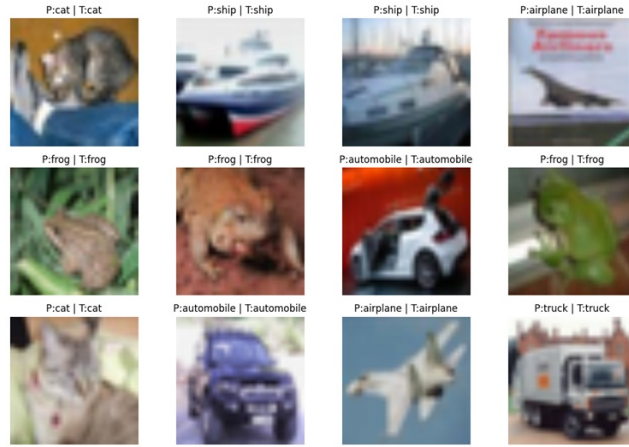 P:cat | T:cat
P:ship | T:ship
P:ship | T:ship
P:airplane | T:airplane
P:frog | T:frog
P:frog | T:frog
P:automobile | T:automobile
P:frog | T:frog
P:cat | T:cat
P:automobile | T:automobile
P:airplane | T:airplane
P:truck | T:truck